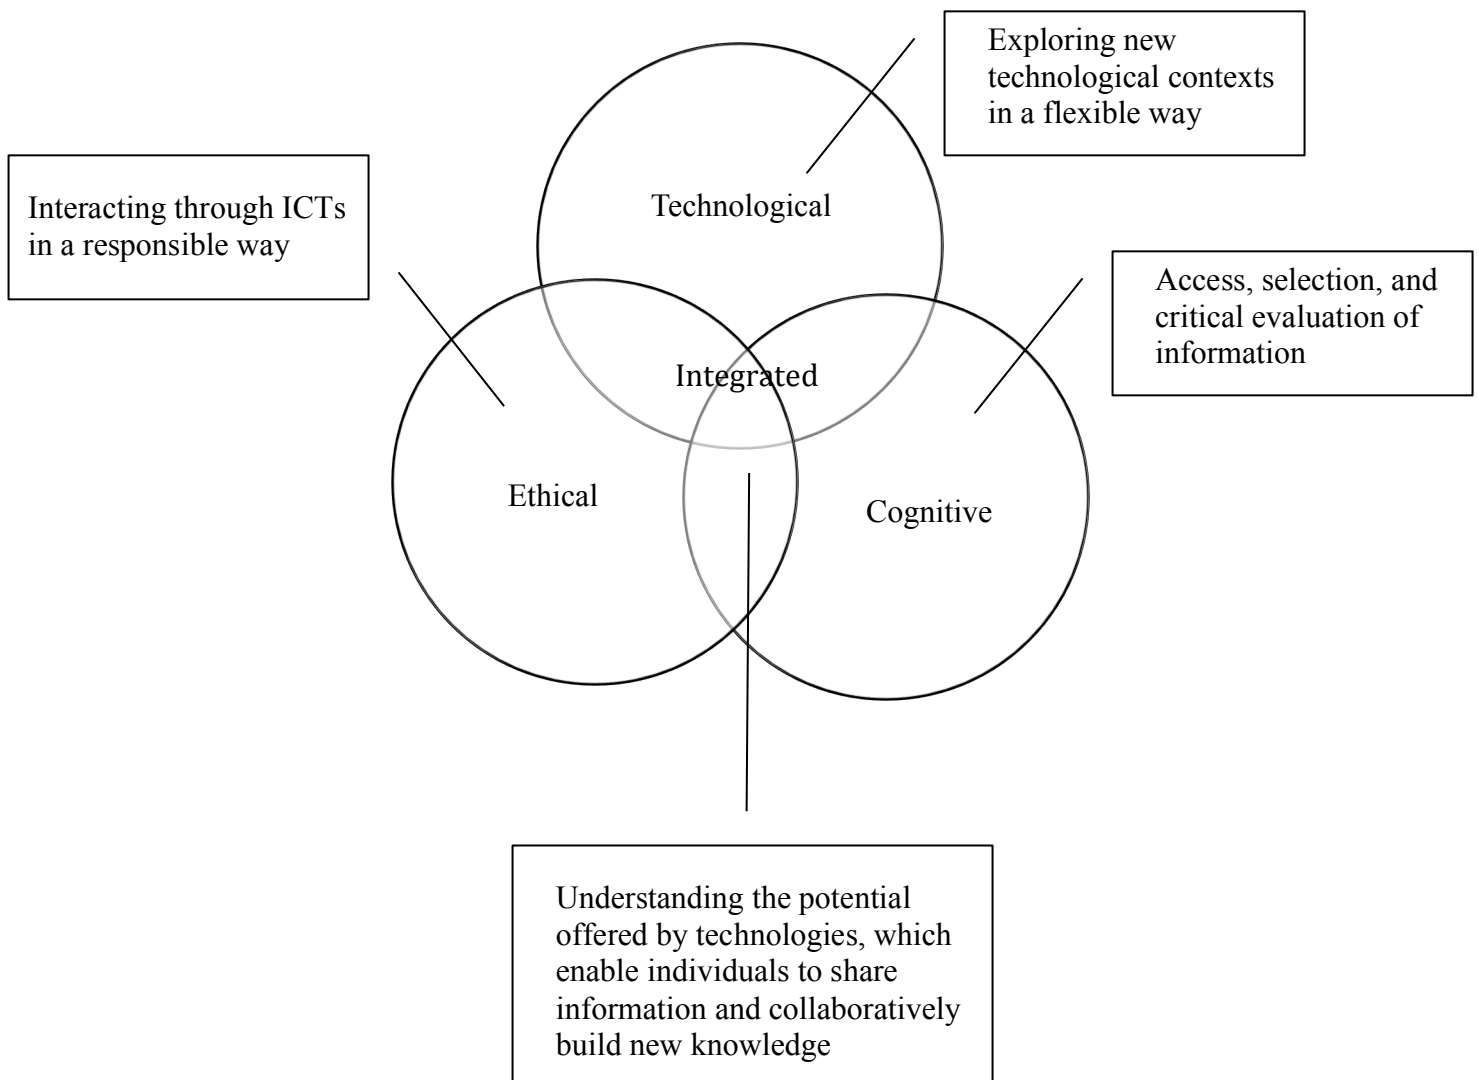 Exploring new
technological contexts
in a flexible way
Interacting through ICTs
in a responsible way
Technological
Access, selection, and
critical evaluation of
information
Integrated
Ethical
Cognitive
Understanding the potential
offered by technologies, which
enable individuals to share
information and collaboratively
build new knowledge